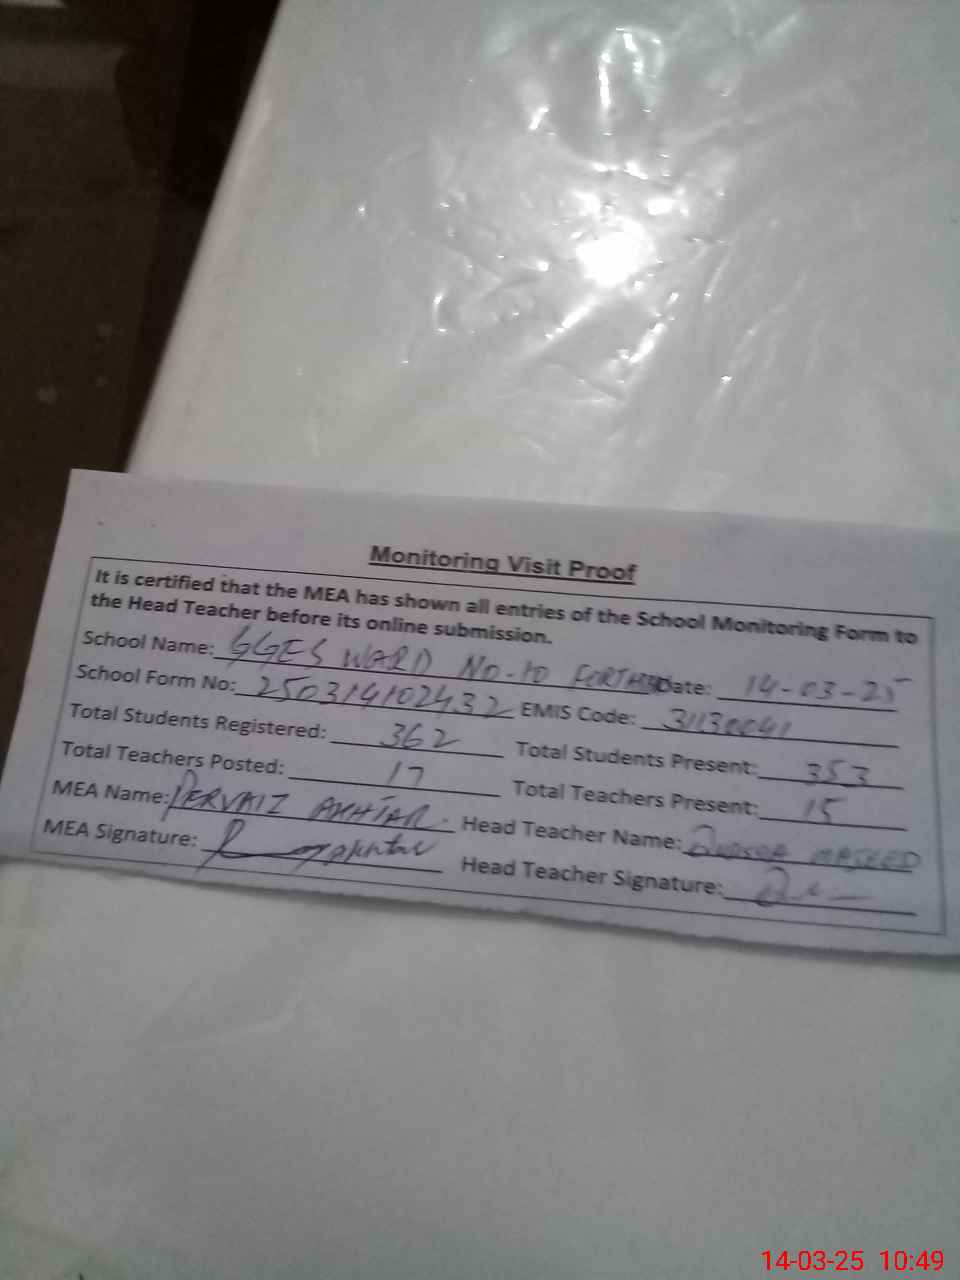 Monitoring Visit Proof
It is certified that the MEA has shown all entries of the School Monitoring Form to
the Head Teacher before its online submission.
School Name: GGES WARD NO-10 Date: 14-03-25
School Form No: 250314102432 EMIS Code: 31130041
Total Students Registered: 362 Total Students Present: 353
Total Teachers Posted: 17 Total Teachers Present: 15
MEA Name: PERVAIZ AKHTAR. Head Teacher Name:
MEA Signature: Head Teacher Signature:
14-03-25 10:49